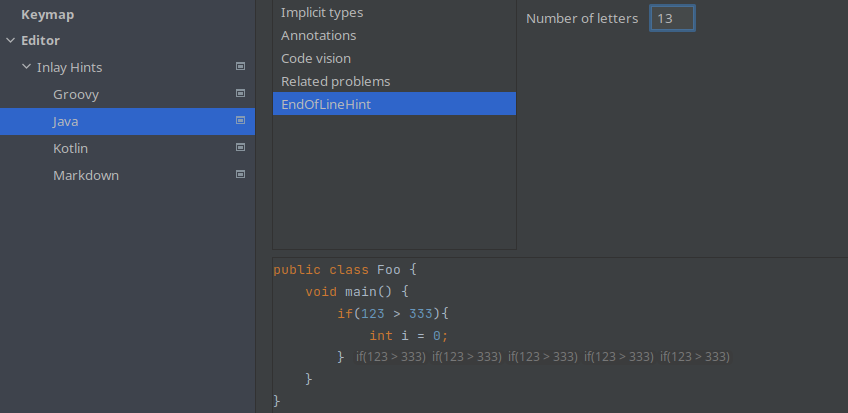 Keymap
Editor
Inlay Hints
Groovy
Java
Kotlin
Markdown
Implicit types
Annotations
Code vision
Related problems
EndOfLineHint
Number of letters 13
public class Foo {
    void main() {
        if(123 > 333){
            int i = 0;
        } if(123 > 333) if(123 > 333) if(123 > 333) if(123 > 333) if(123 > 333)
    }
}